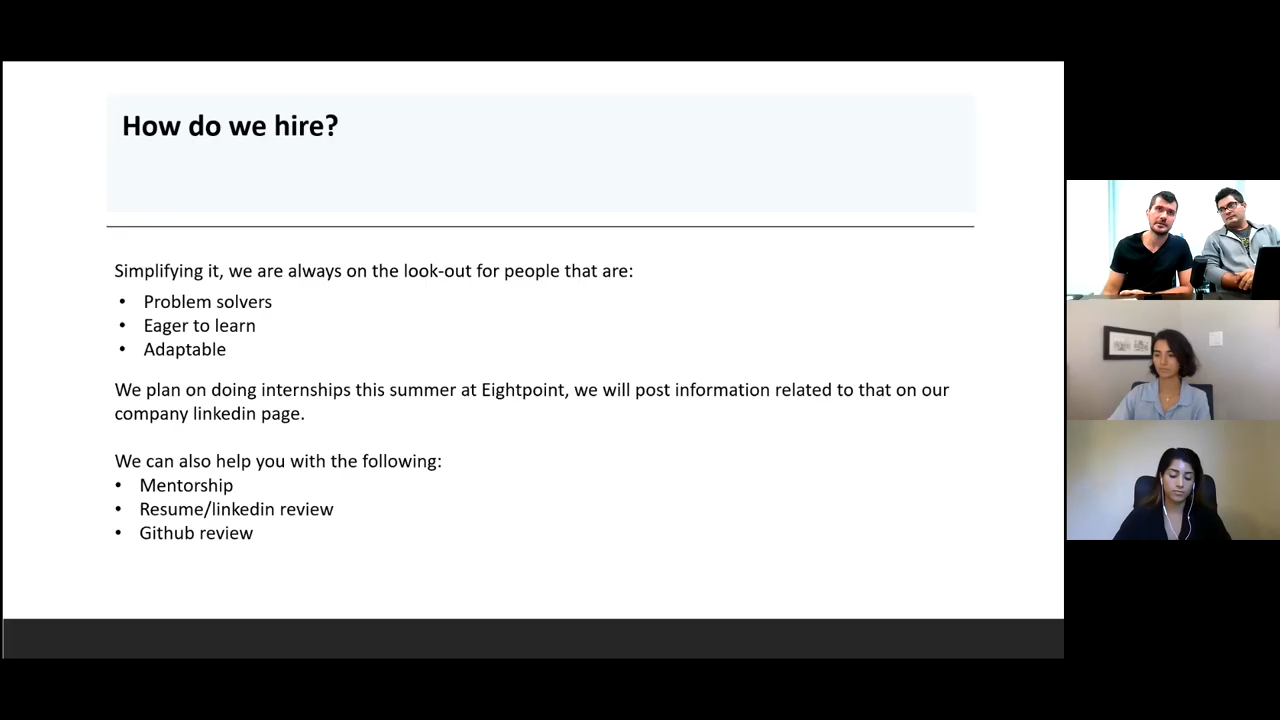 How do we hire?
Simplifying it, we are always on the look-out for people that are:
• Problem solvers
• Eager to learn
• Adaptable
We plan on doing internships this summer at Eightpoint, we will post information related to that on our
company linkedin page.
We can also help you with the following:
• Mentorship
• Resume/linkedin review
• Github review